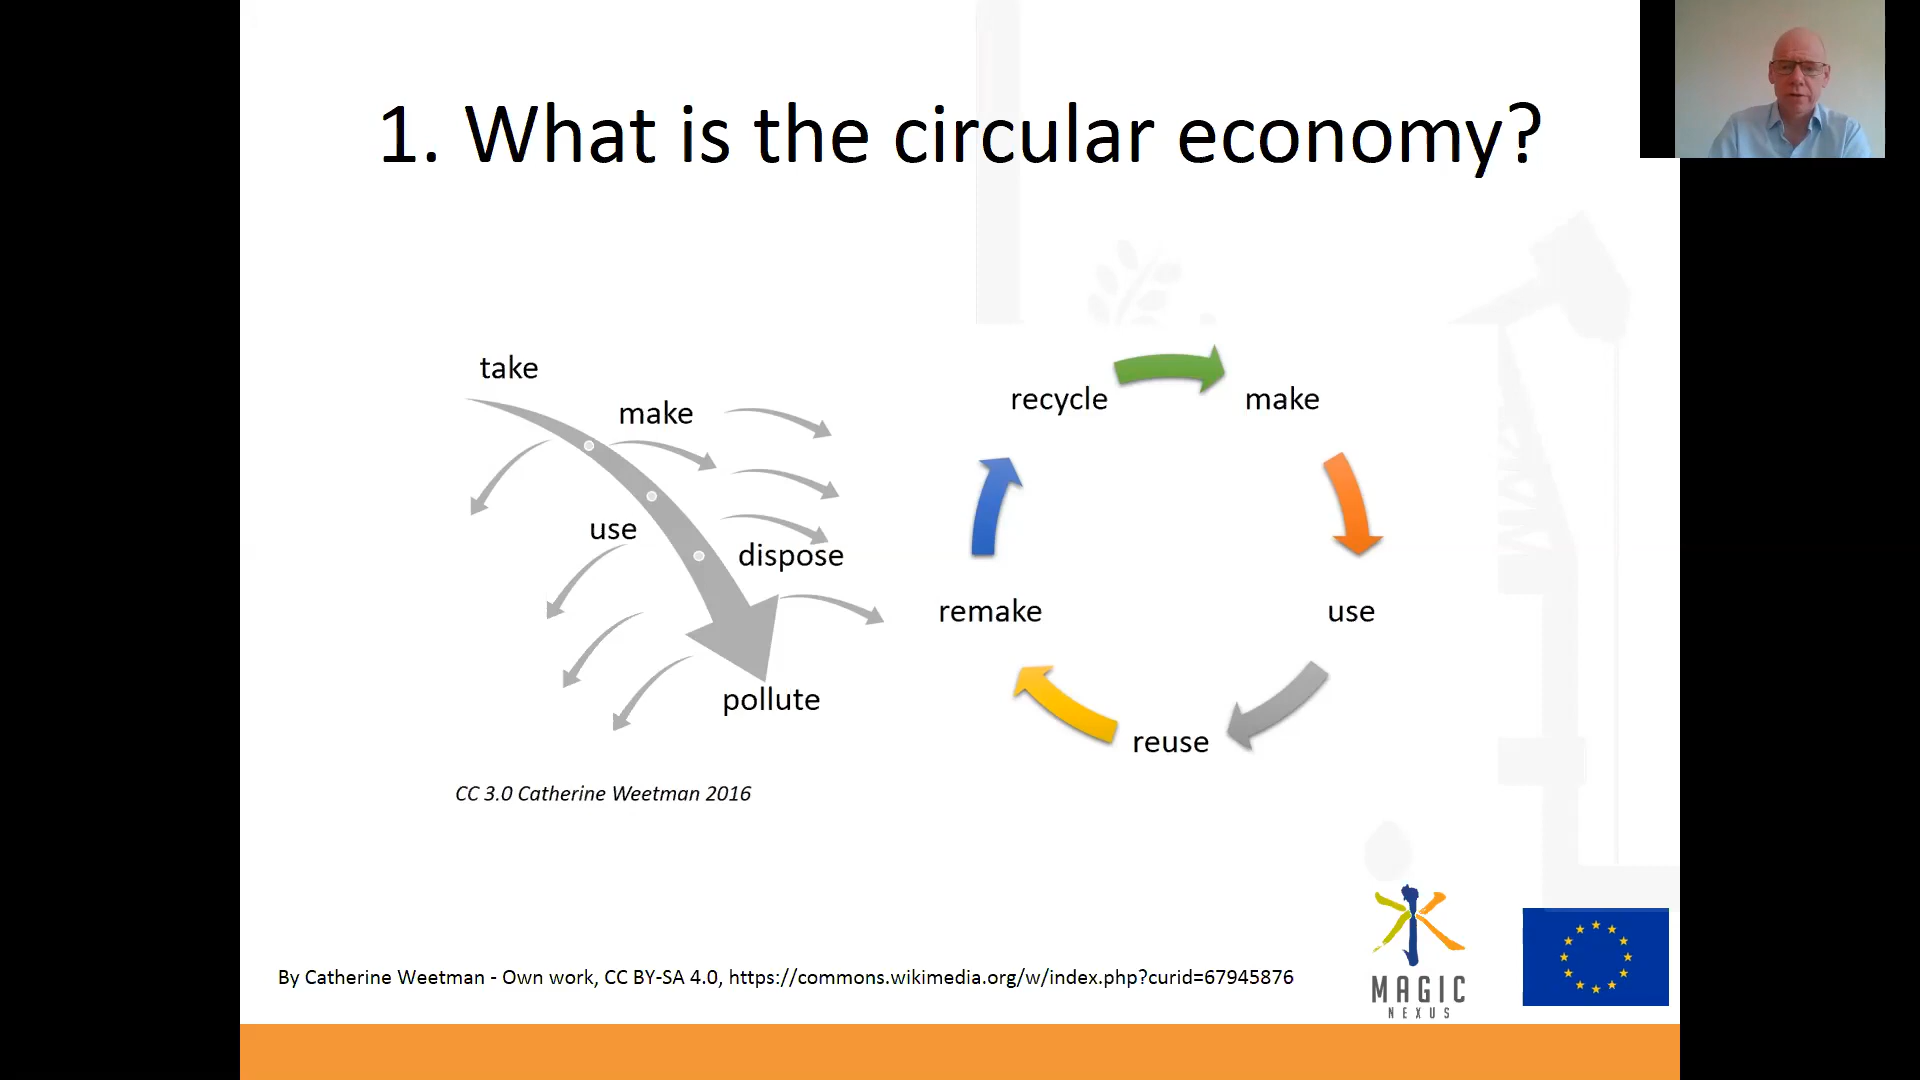 1. What is the circular economy?
take
make
use
dispose
pollute
recycle
make
use
reuse
remake
CC 3.0 Catherine Weetman 2016
By Catherine Weetman - Own work, CC BY-SA 4.0, https://commons.wikimedia.org/w/index.php?curid=67945876
MAGIC
NEXUS